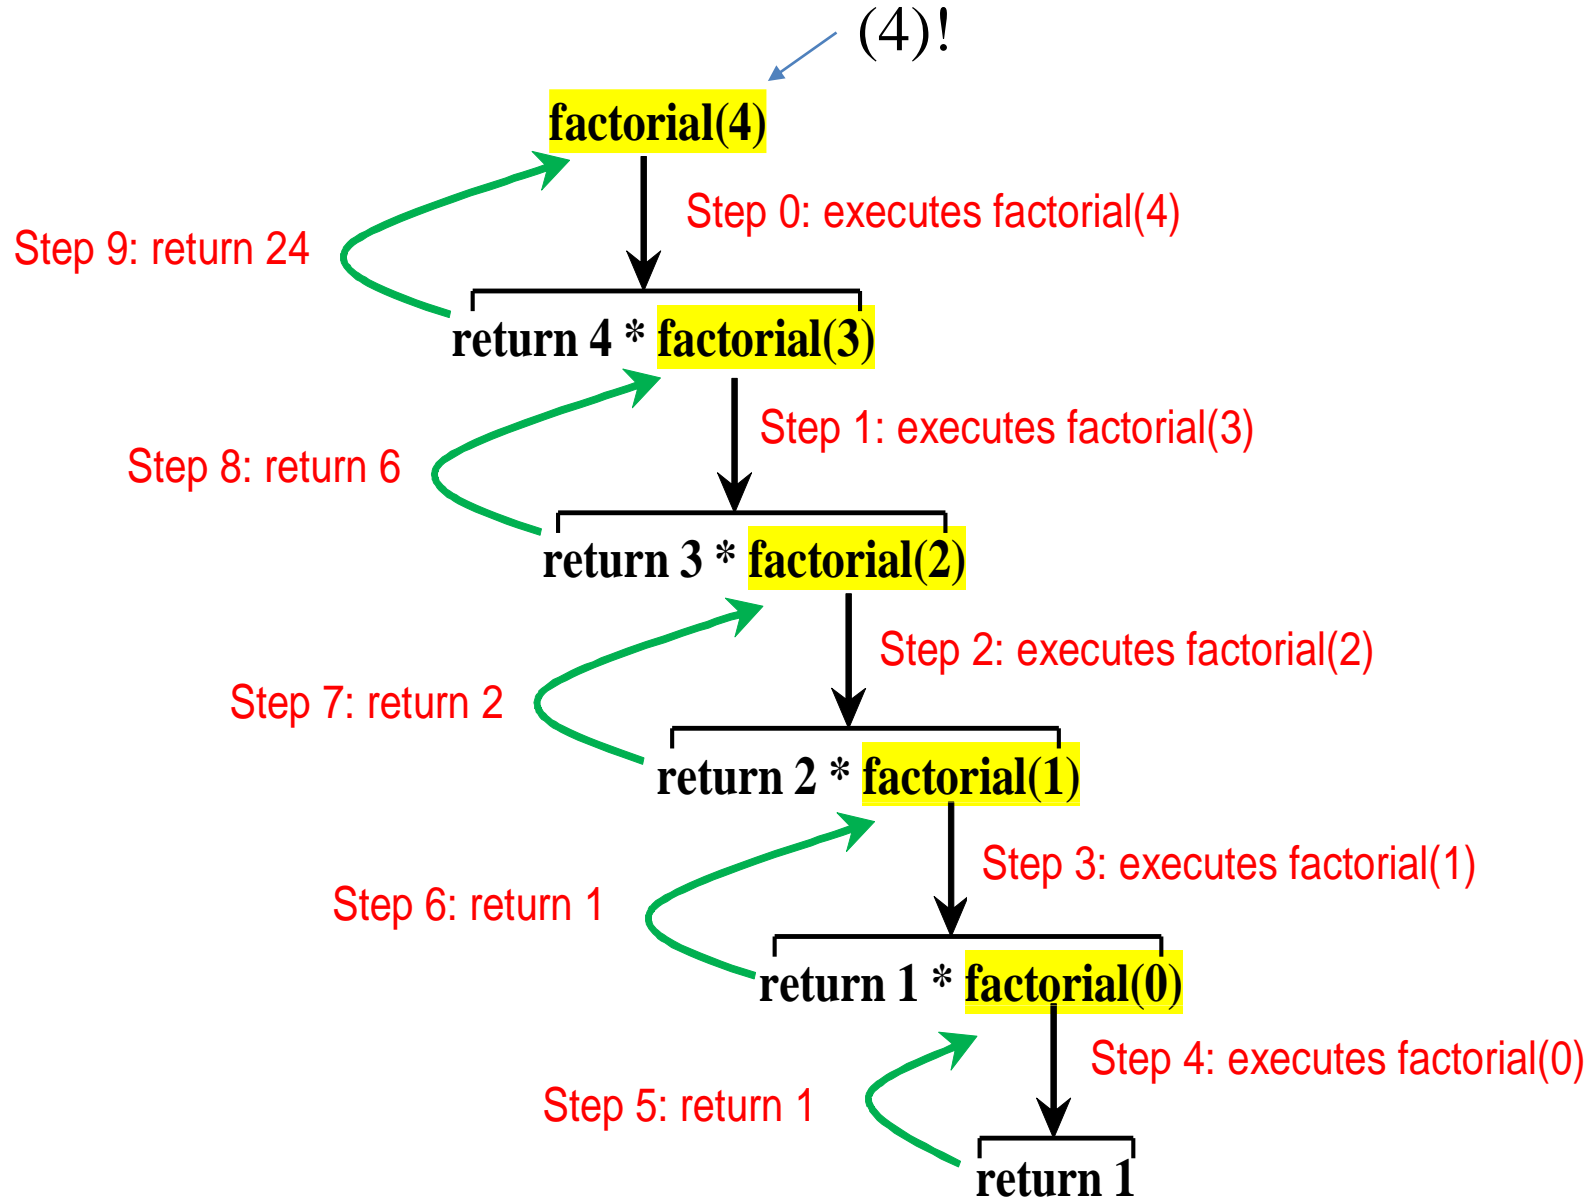 (4)!
factorial(4)
Step 0: executes factorial(4)
Step 9: return 24
return 4 * factorial(3)
Step 1: executes factorial(3)
Step 8: return 6
return 3 * factorial(2)
Step 2: executes factorial(2)
Step 7: return 2
return 2 * factorial(1)
Step 3: executes factorial(1)
Step 6: return 1
return 1 * factorial(0)
Step 4: executes factorial(0)
Step 5: return 1
return 1